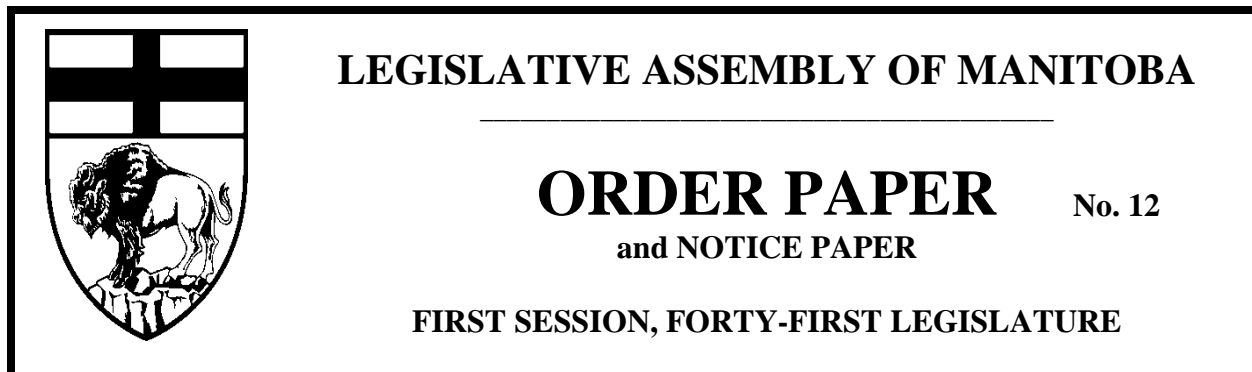 LEGISLATIVE ASSEMBLY OF MANITOBA
ORDER PAPER No. 12
and NOTICE PAPER
FIRST SESSION, FORTY-FIRST LEGISLATURE